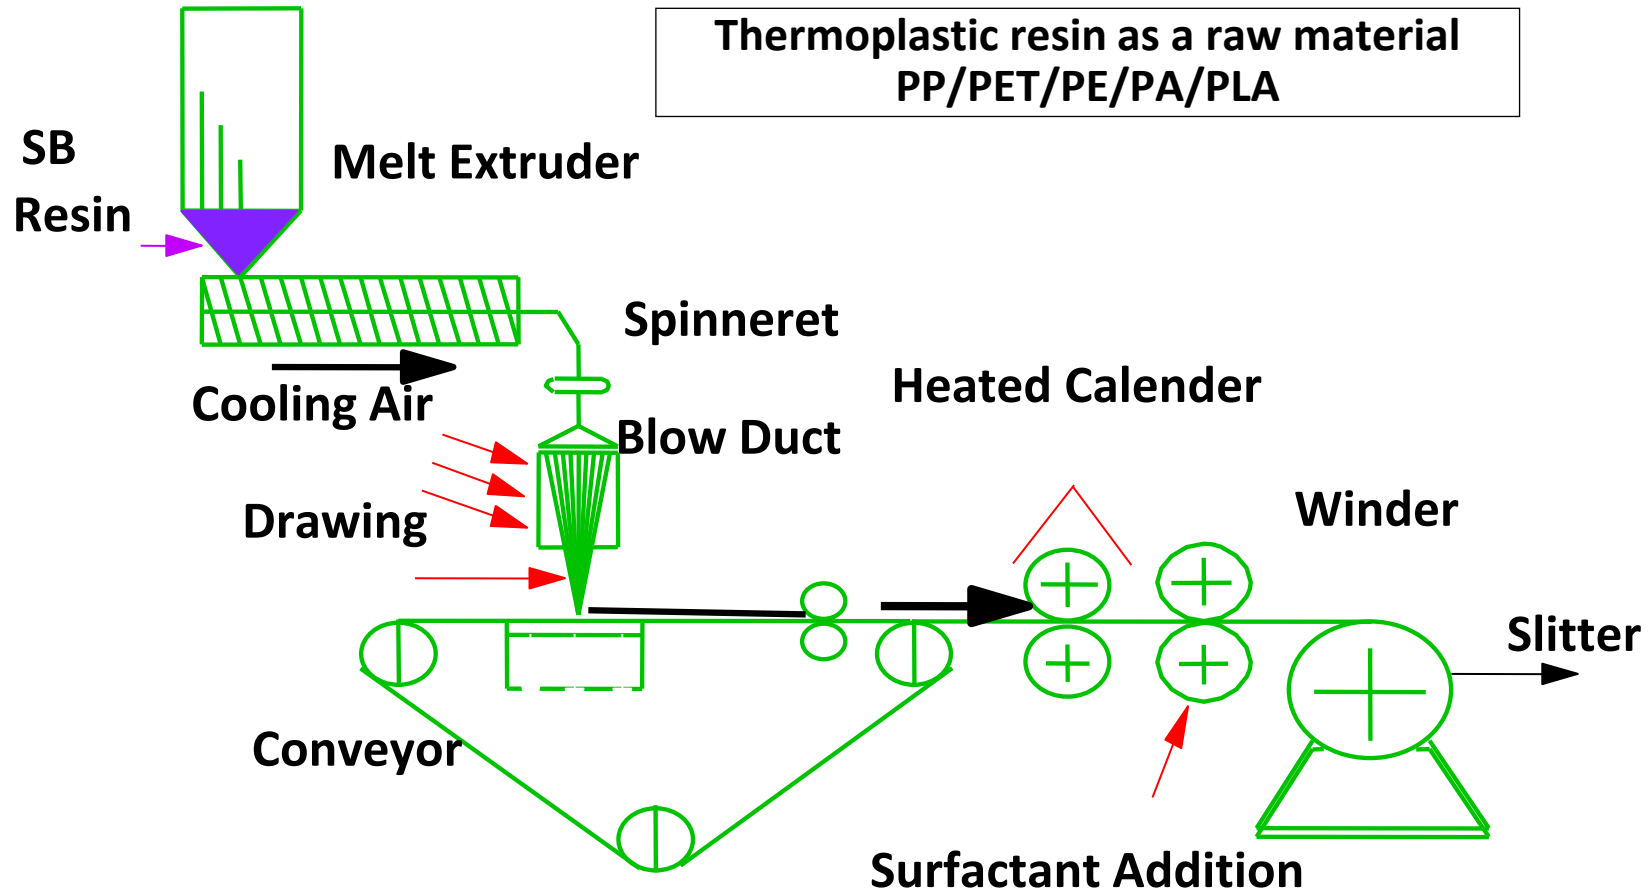 Thermoplastic resin as a raw material
PP/PET/PE/PA/PLA
SB
Resin
Melt Extruder
Spinneret
Cooling Air
Heated Calender
Blow Duct
Drawing
Winder
Slitter
Conveyor
Surfactant Addition